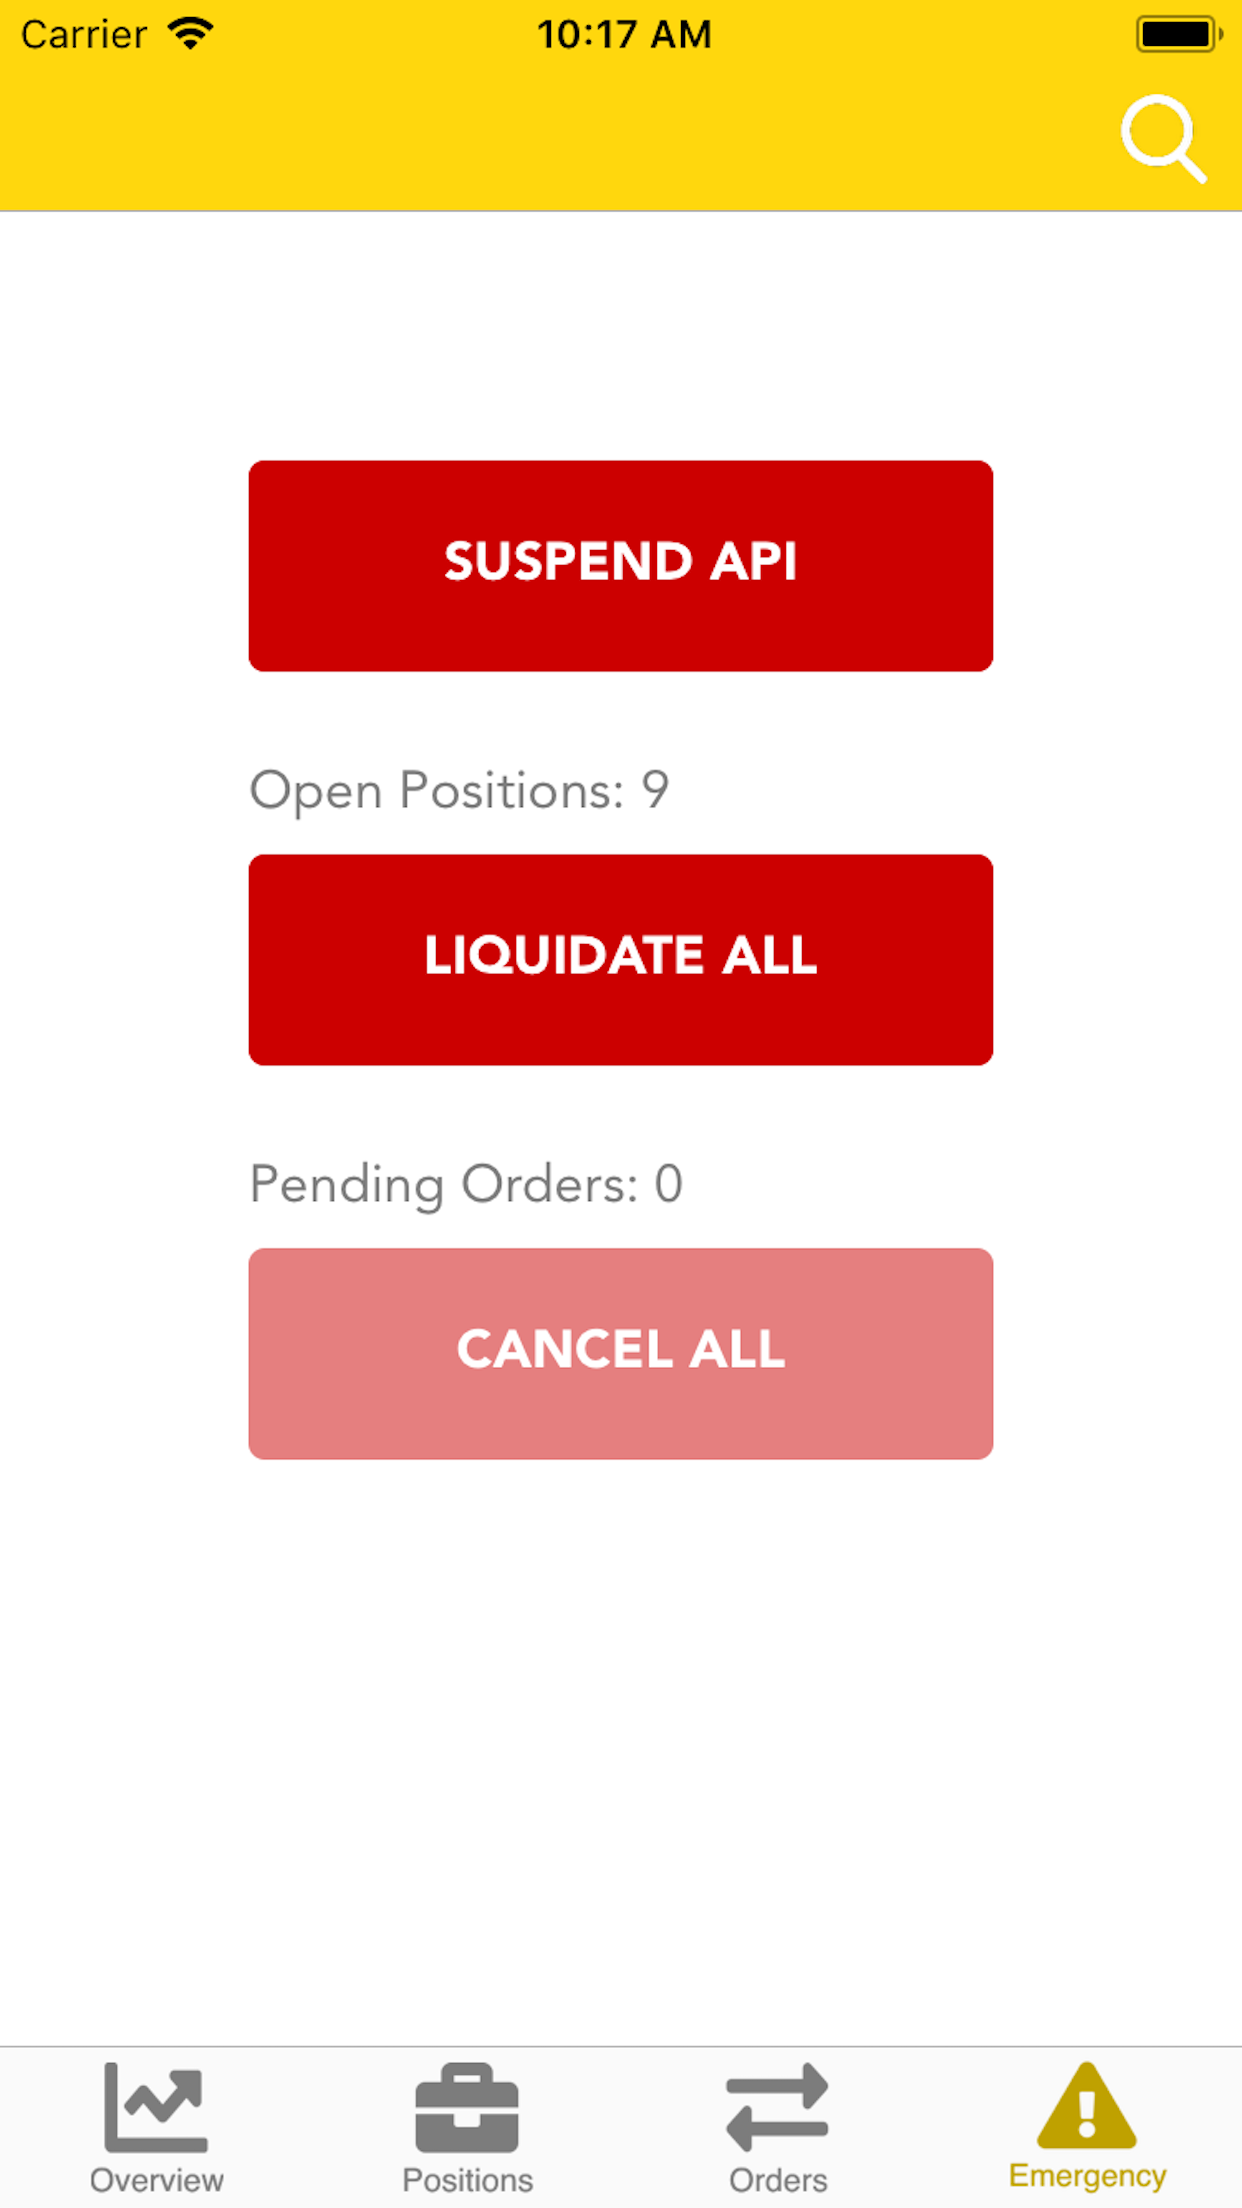 Carrier 10:17 AM
SUSPEND API
Open Positions: 9
LIQUIDATE ALL
Pending Orders: 0
CANCEL ALL
Overview Positions Orders Emergency